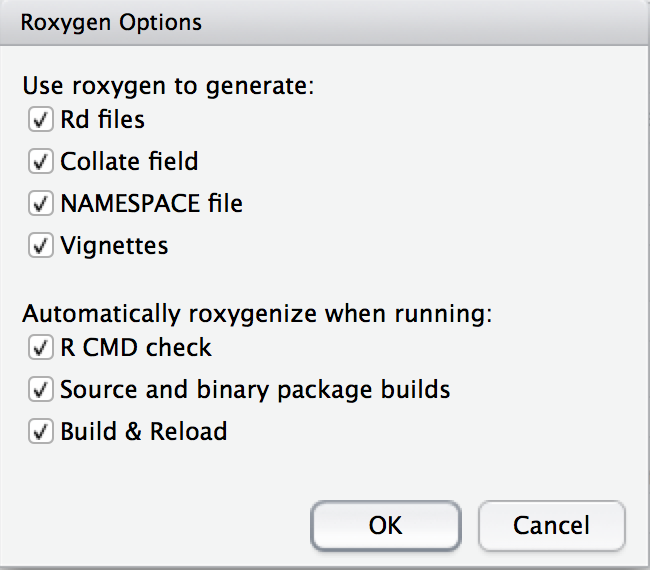 Roxygen Options
Use roxygen to generate:
Rd files
Collate field
NAMESPACE file
Vignettes
Automatically roxygenize when running:
R CMD check
Source and binary package builds
Build & Reload
OK
Cancel